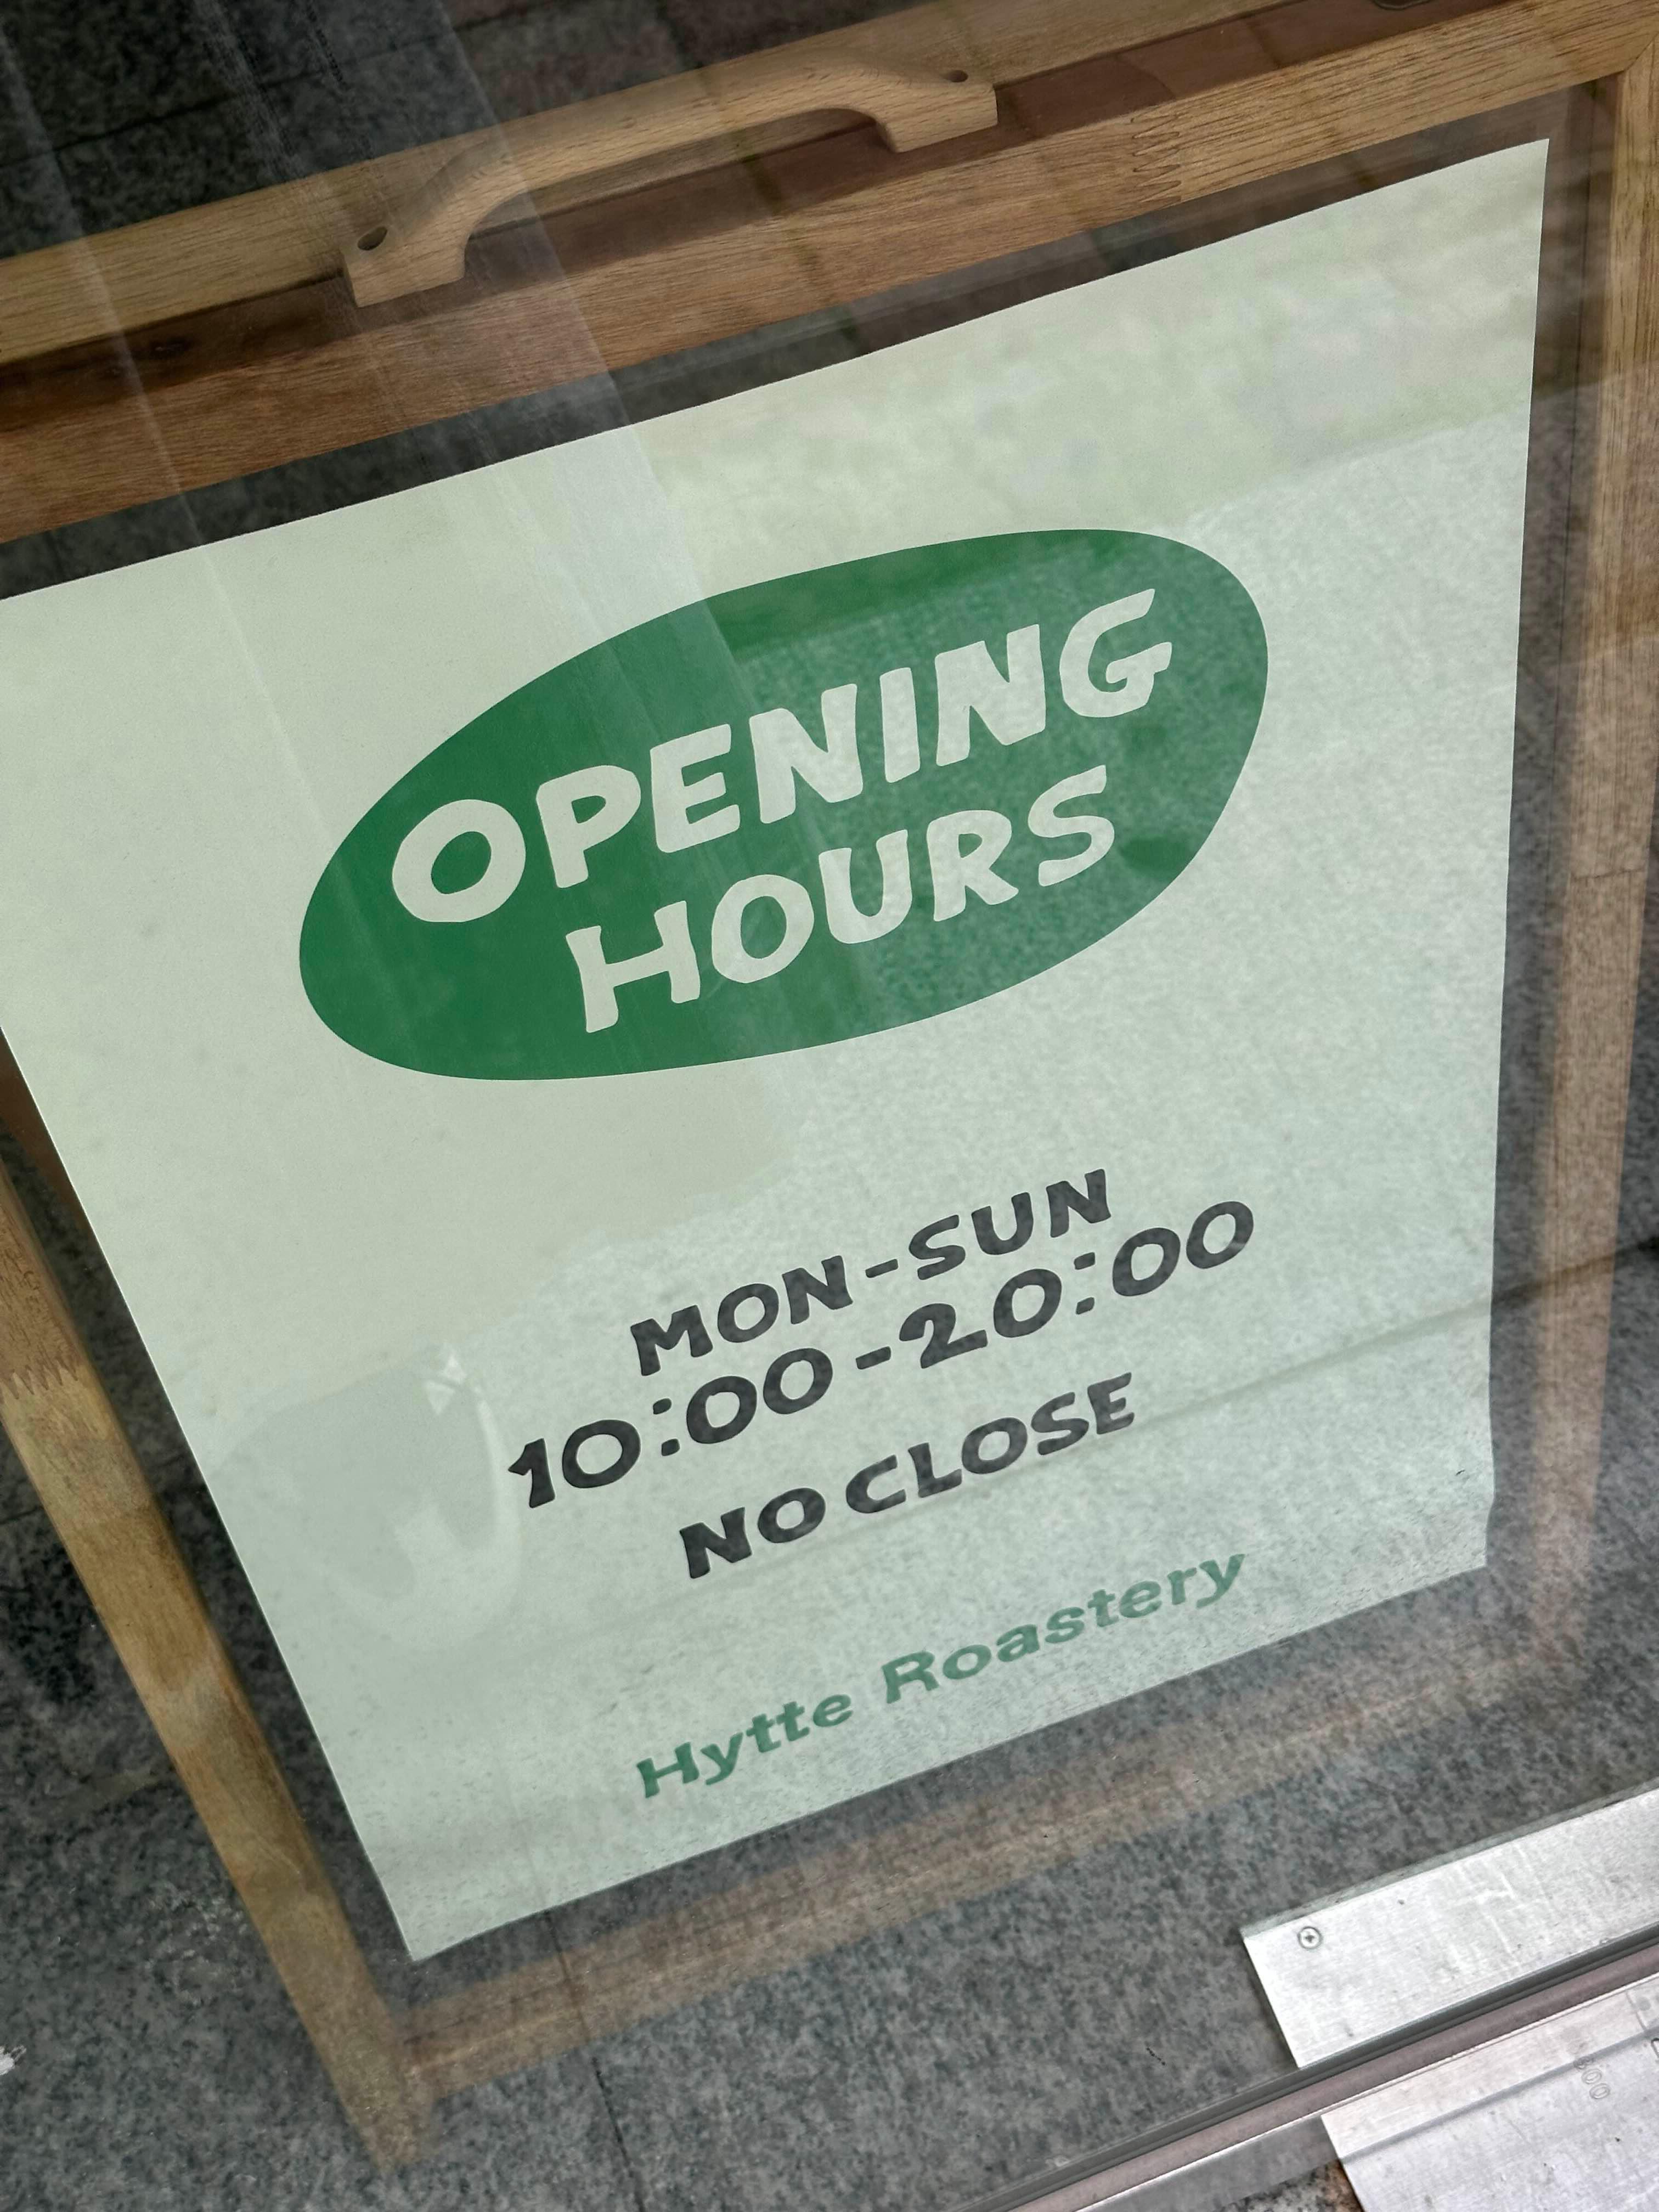 OPENING
HOURS
MON-SUN
10:00-20:00
NO CLOSE
Hytte Roastery